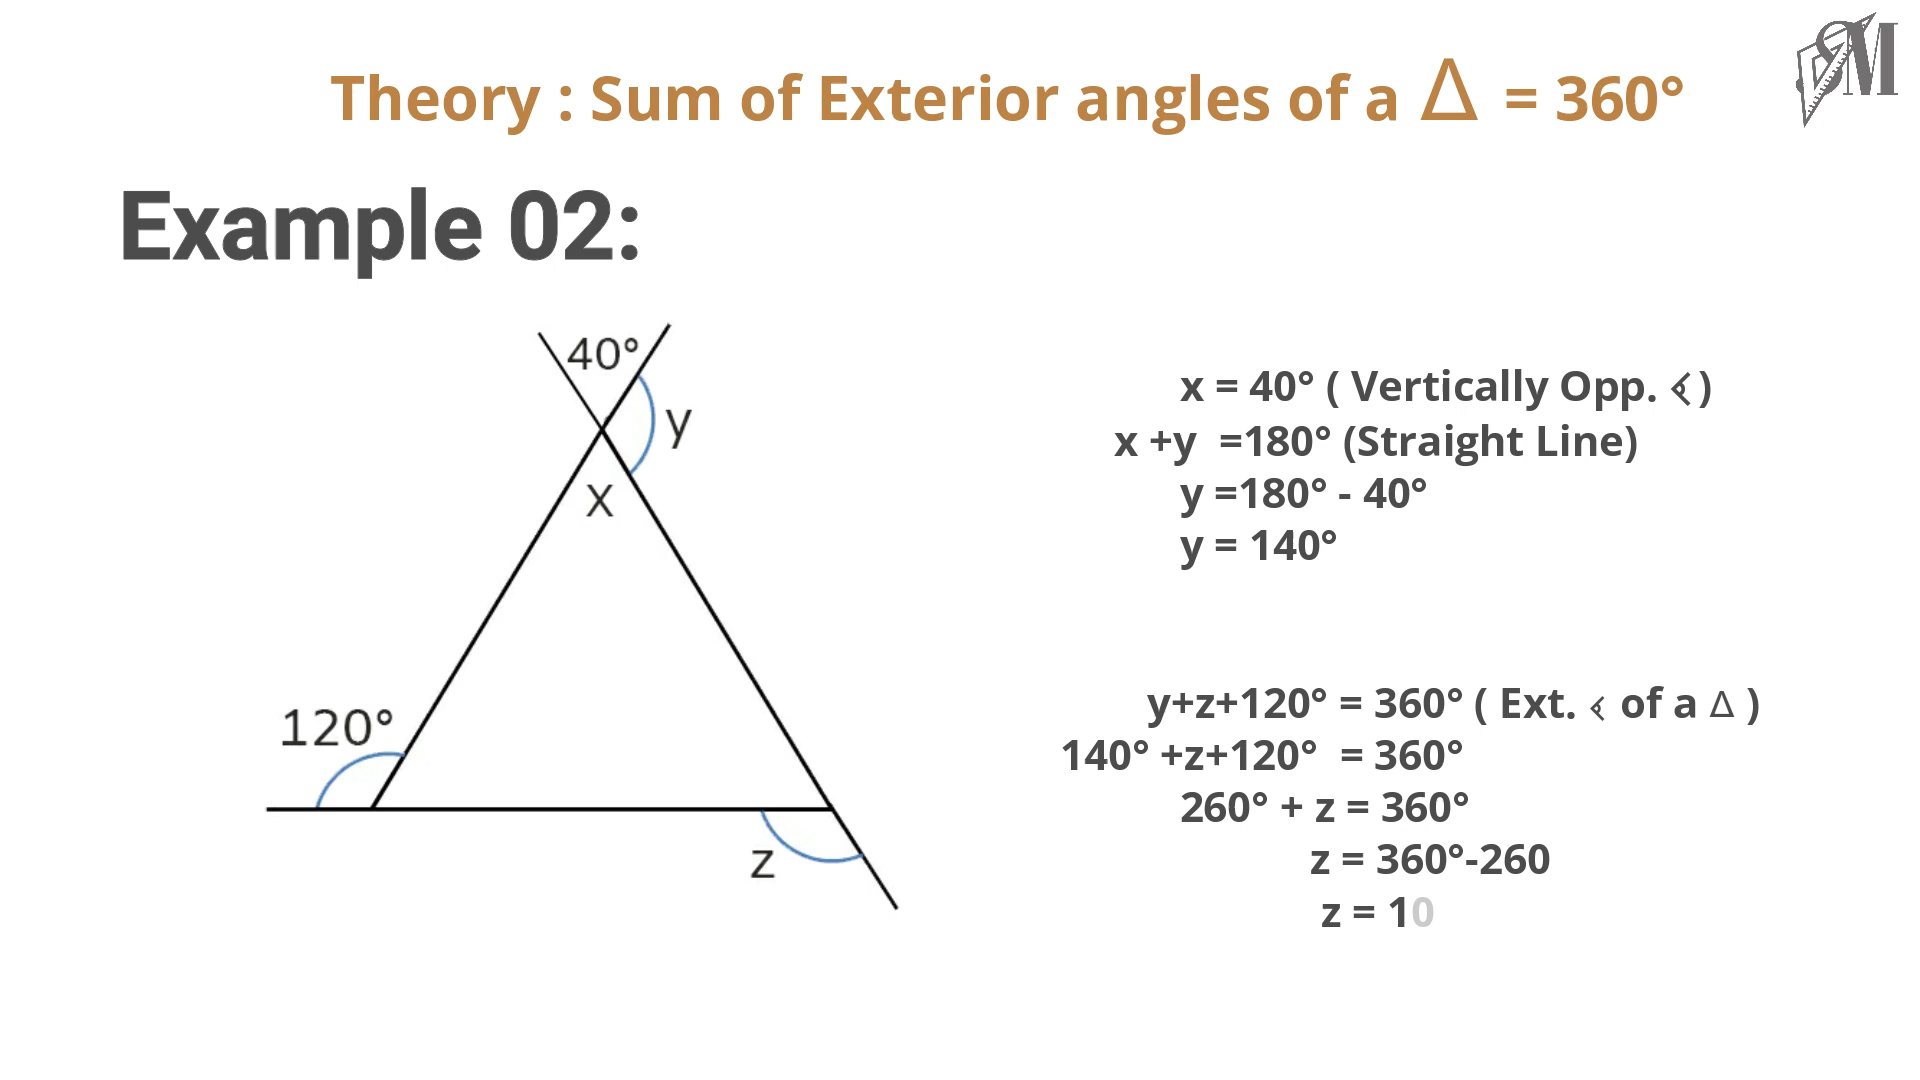 Theory : Sum of Exterior angles of a Δ = 360°
SM
Example 02:
40°
y
x
120°
z
x = 40° ( Vertically Opp. ∢ )
x +y =180° (Straight Line)
y =180° - 40°
y = 140°
y+z+120° = 360° ( Ext. ∢ of a Δ )
140° +z+120° = 360°
260° + z = 360°
z = 360°-260
z = 10